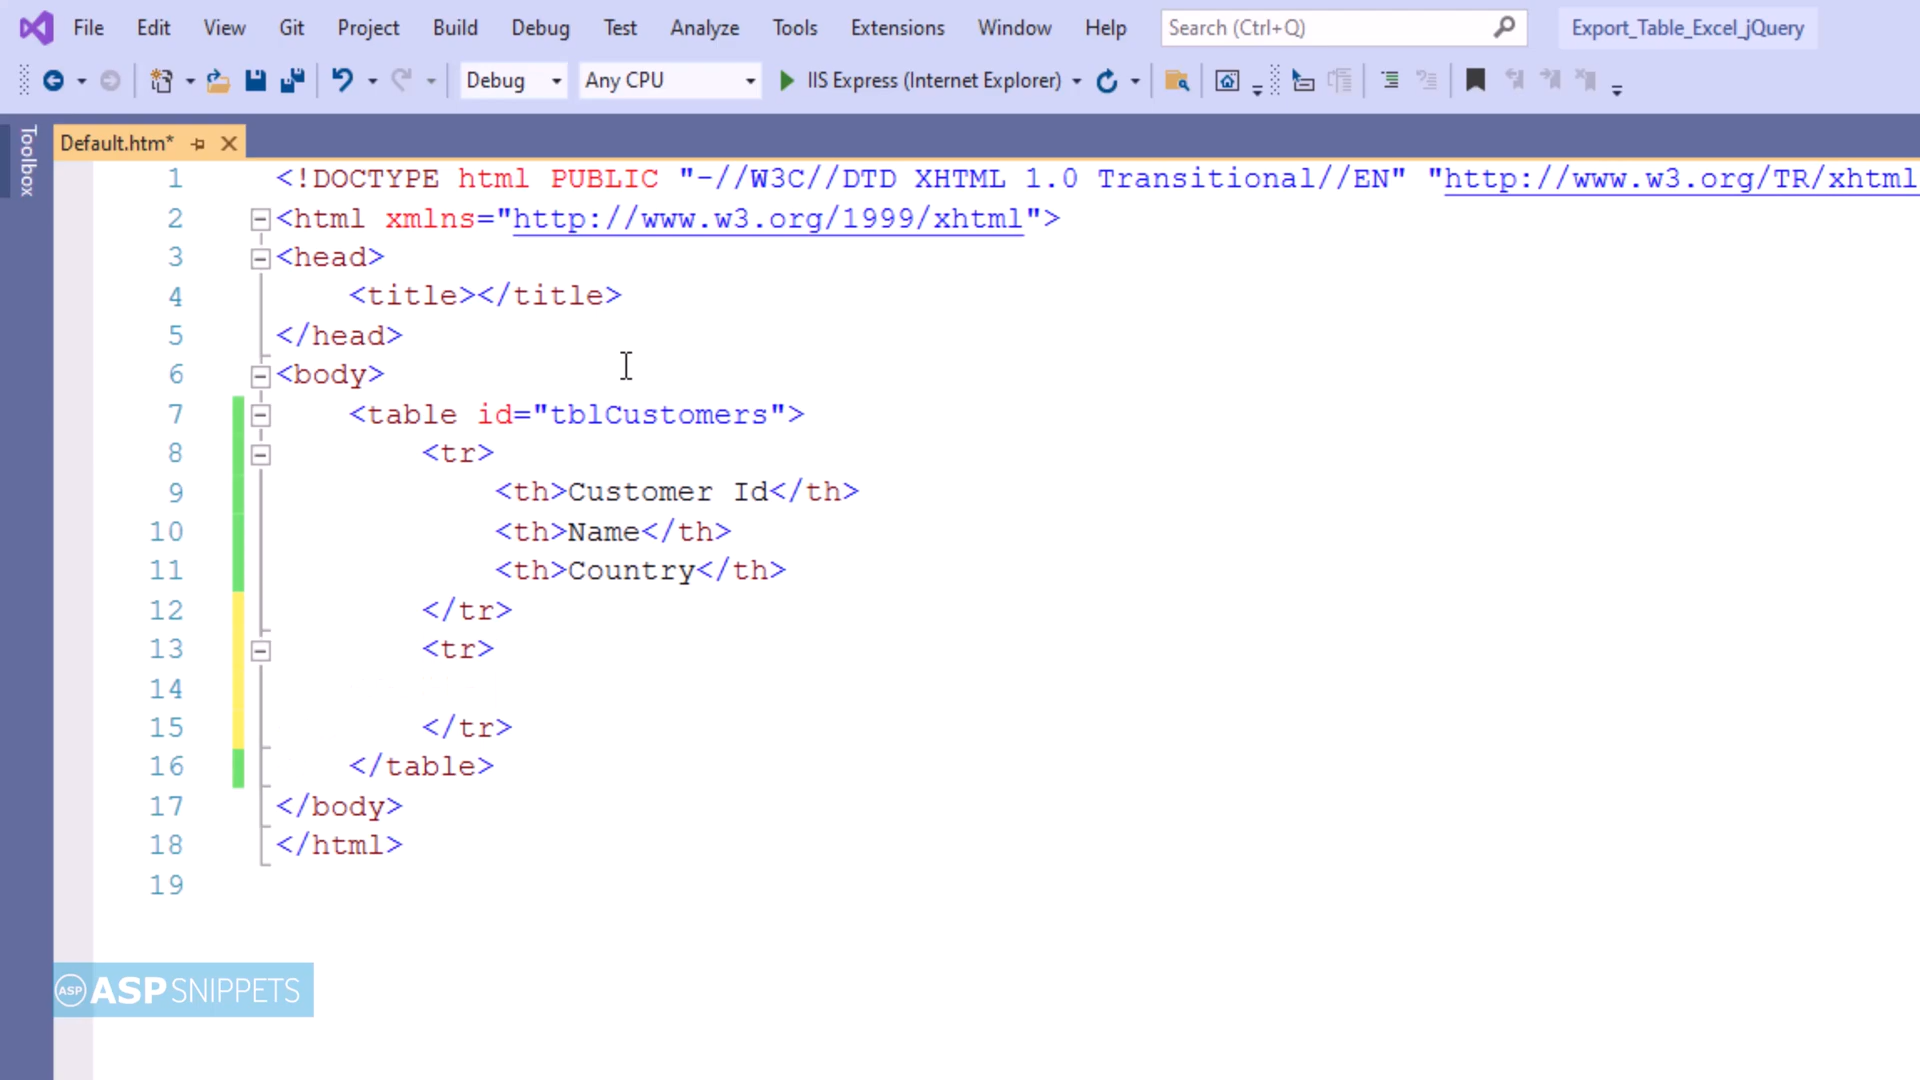 File Edit View Git Project Build Debug Test Analyze Tools Extensions Window Help Search (Ctrl+Q) Export_Table_Excel_jQuery
Debug Any CPU IIS Express (Internet Explorer)
Toolbox
Default.htm*
1 <!DOCTYPE html PUBLIC "-//W3C//DTD XHTML 1.0 Transitional//EN" "http://www.w3.org/TR/xhtml
2 <html xmlns="http://www.w3.org/1999/xhtml">
3 <head>
4 <title></title>
5 </head>
6 <body>
7 <table id="tblCustomers">
8 <tr>
9 <th>Customer Id</th>
10 <th>Name</th>
11 <th>Country</th>
12 </tr>
13 <tr>
14
15 </tr>
16 </table>
17 </body>
18 </html>
19
ASP ASPSNIPPETS